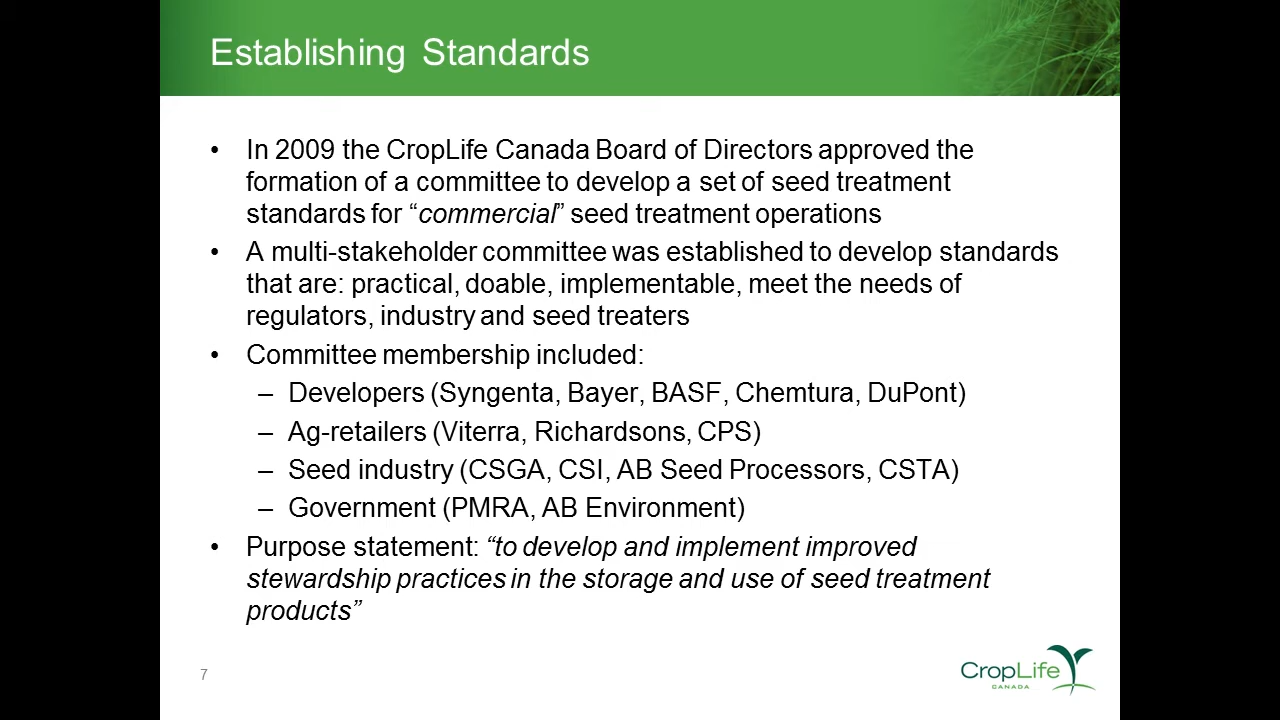 Establishing Standards
• In 2009 the CropLife Canada Board of Directors approved the
formation of a committee to develop a set of seed treatment
standards for “commercial” seed treatment operations
• A multi-stakeholder committee was established to develop standards
that are: practical, doable, implementable, meet the needs of
regulators, industry and seed treaters
• Committee membership included:
– Developers (Syngenta, Bayer, BASF, Chemtura, DuPont)
– Ag-retailers (Viterra, Richardsons, CPS)
– Seed industry (CSGA, CSI, AB Seed Processors, CSTA)
– Government (PMRA, AB Environment)
• Purpose statement: “to develop and implement improved
stewardship practices in the storage and use of seed treatment
products”
7
CropLife
CANADA